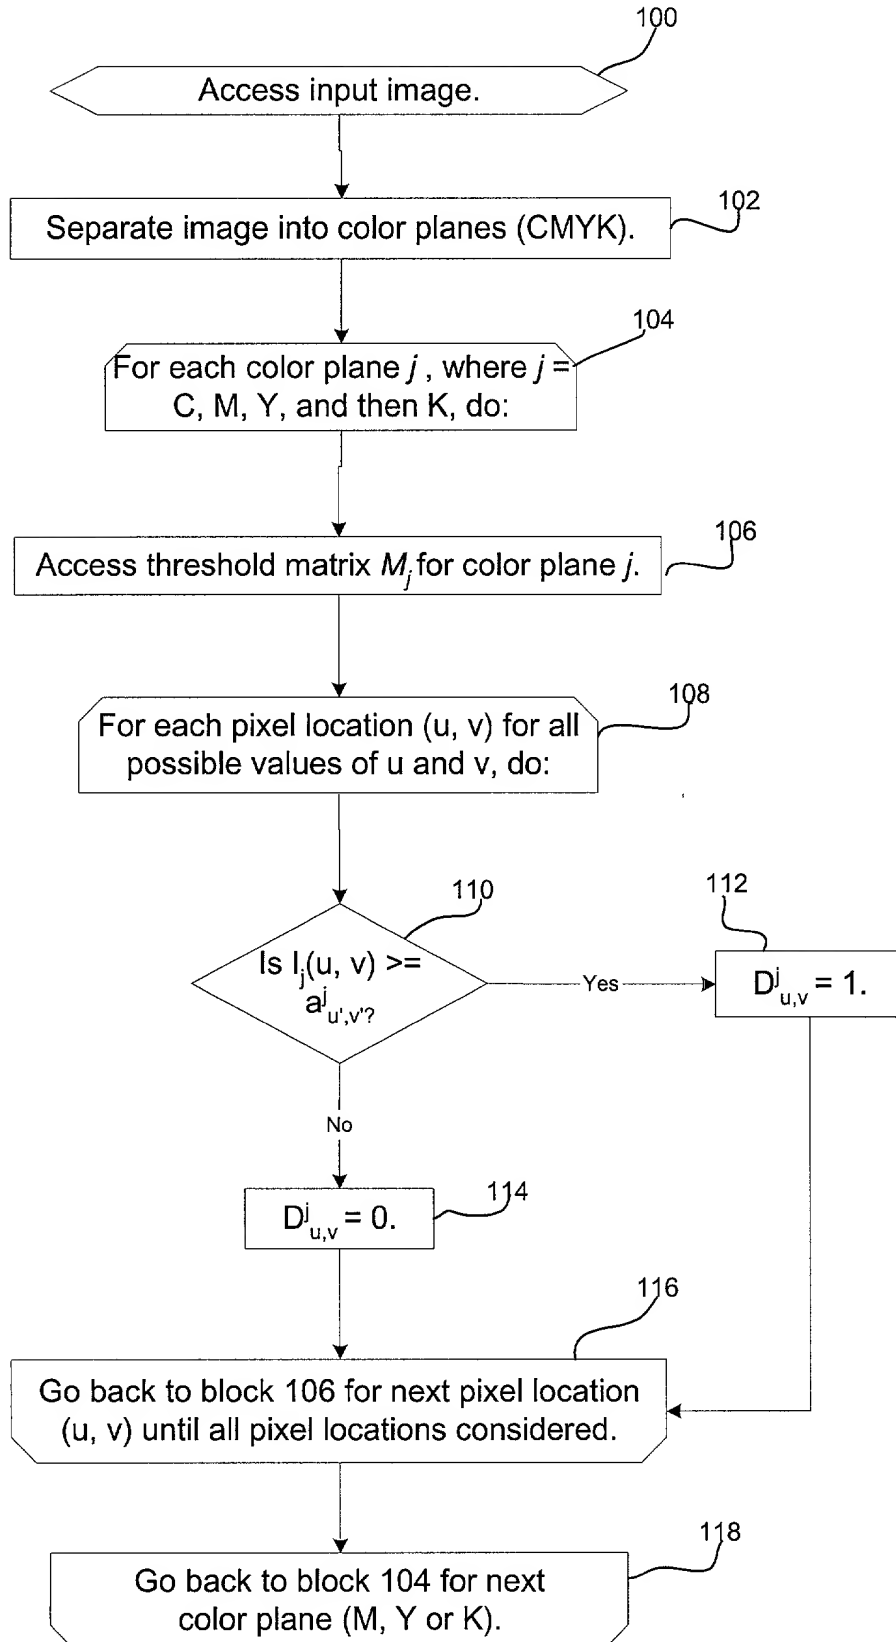 100
Access input image.
102
Separate image into color planes (CMYK).
104
For each color plane j , where j =
C, M, Y, and then K, do:
106
Access threshold matrix Mj for color plane j.
108
For each pixel location (u, v) for all
possible values of u and v, do:
110
112
Is Ij(u, v) >=
aju',v'?
Yes
Dju,v = 1.
No
114
Dju,v = 0.
116
Go back to block 106 for next pixel location
(u, v) until all pixel locations considered.
118
Go back to block 104 for next
color plane (M, Y or K).